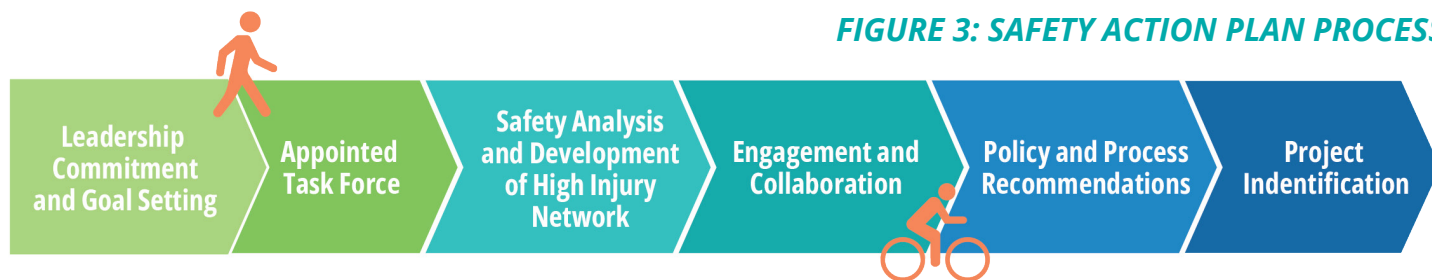 FIGURE 3: SAFETY ACTION PLAN PROCESS
Leadership
Commitment
and Goal Setting
Appointed
Task Force
Safety Analysis
and Development
of High Injury
Network
Engagement and
Collaboration
Policy and Process
Recommendations
Project
Indentification